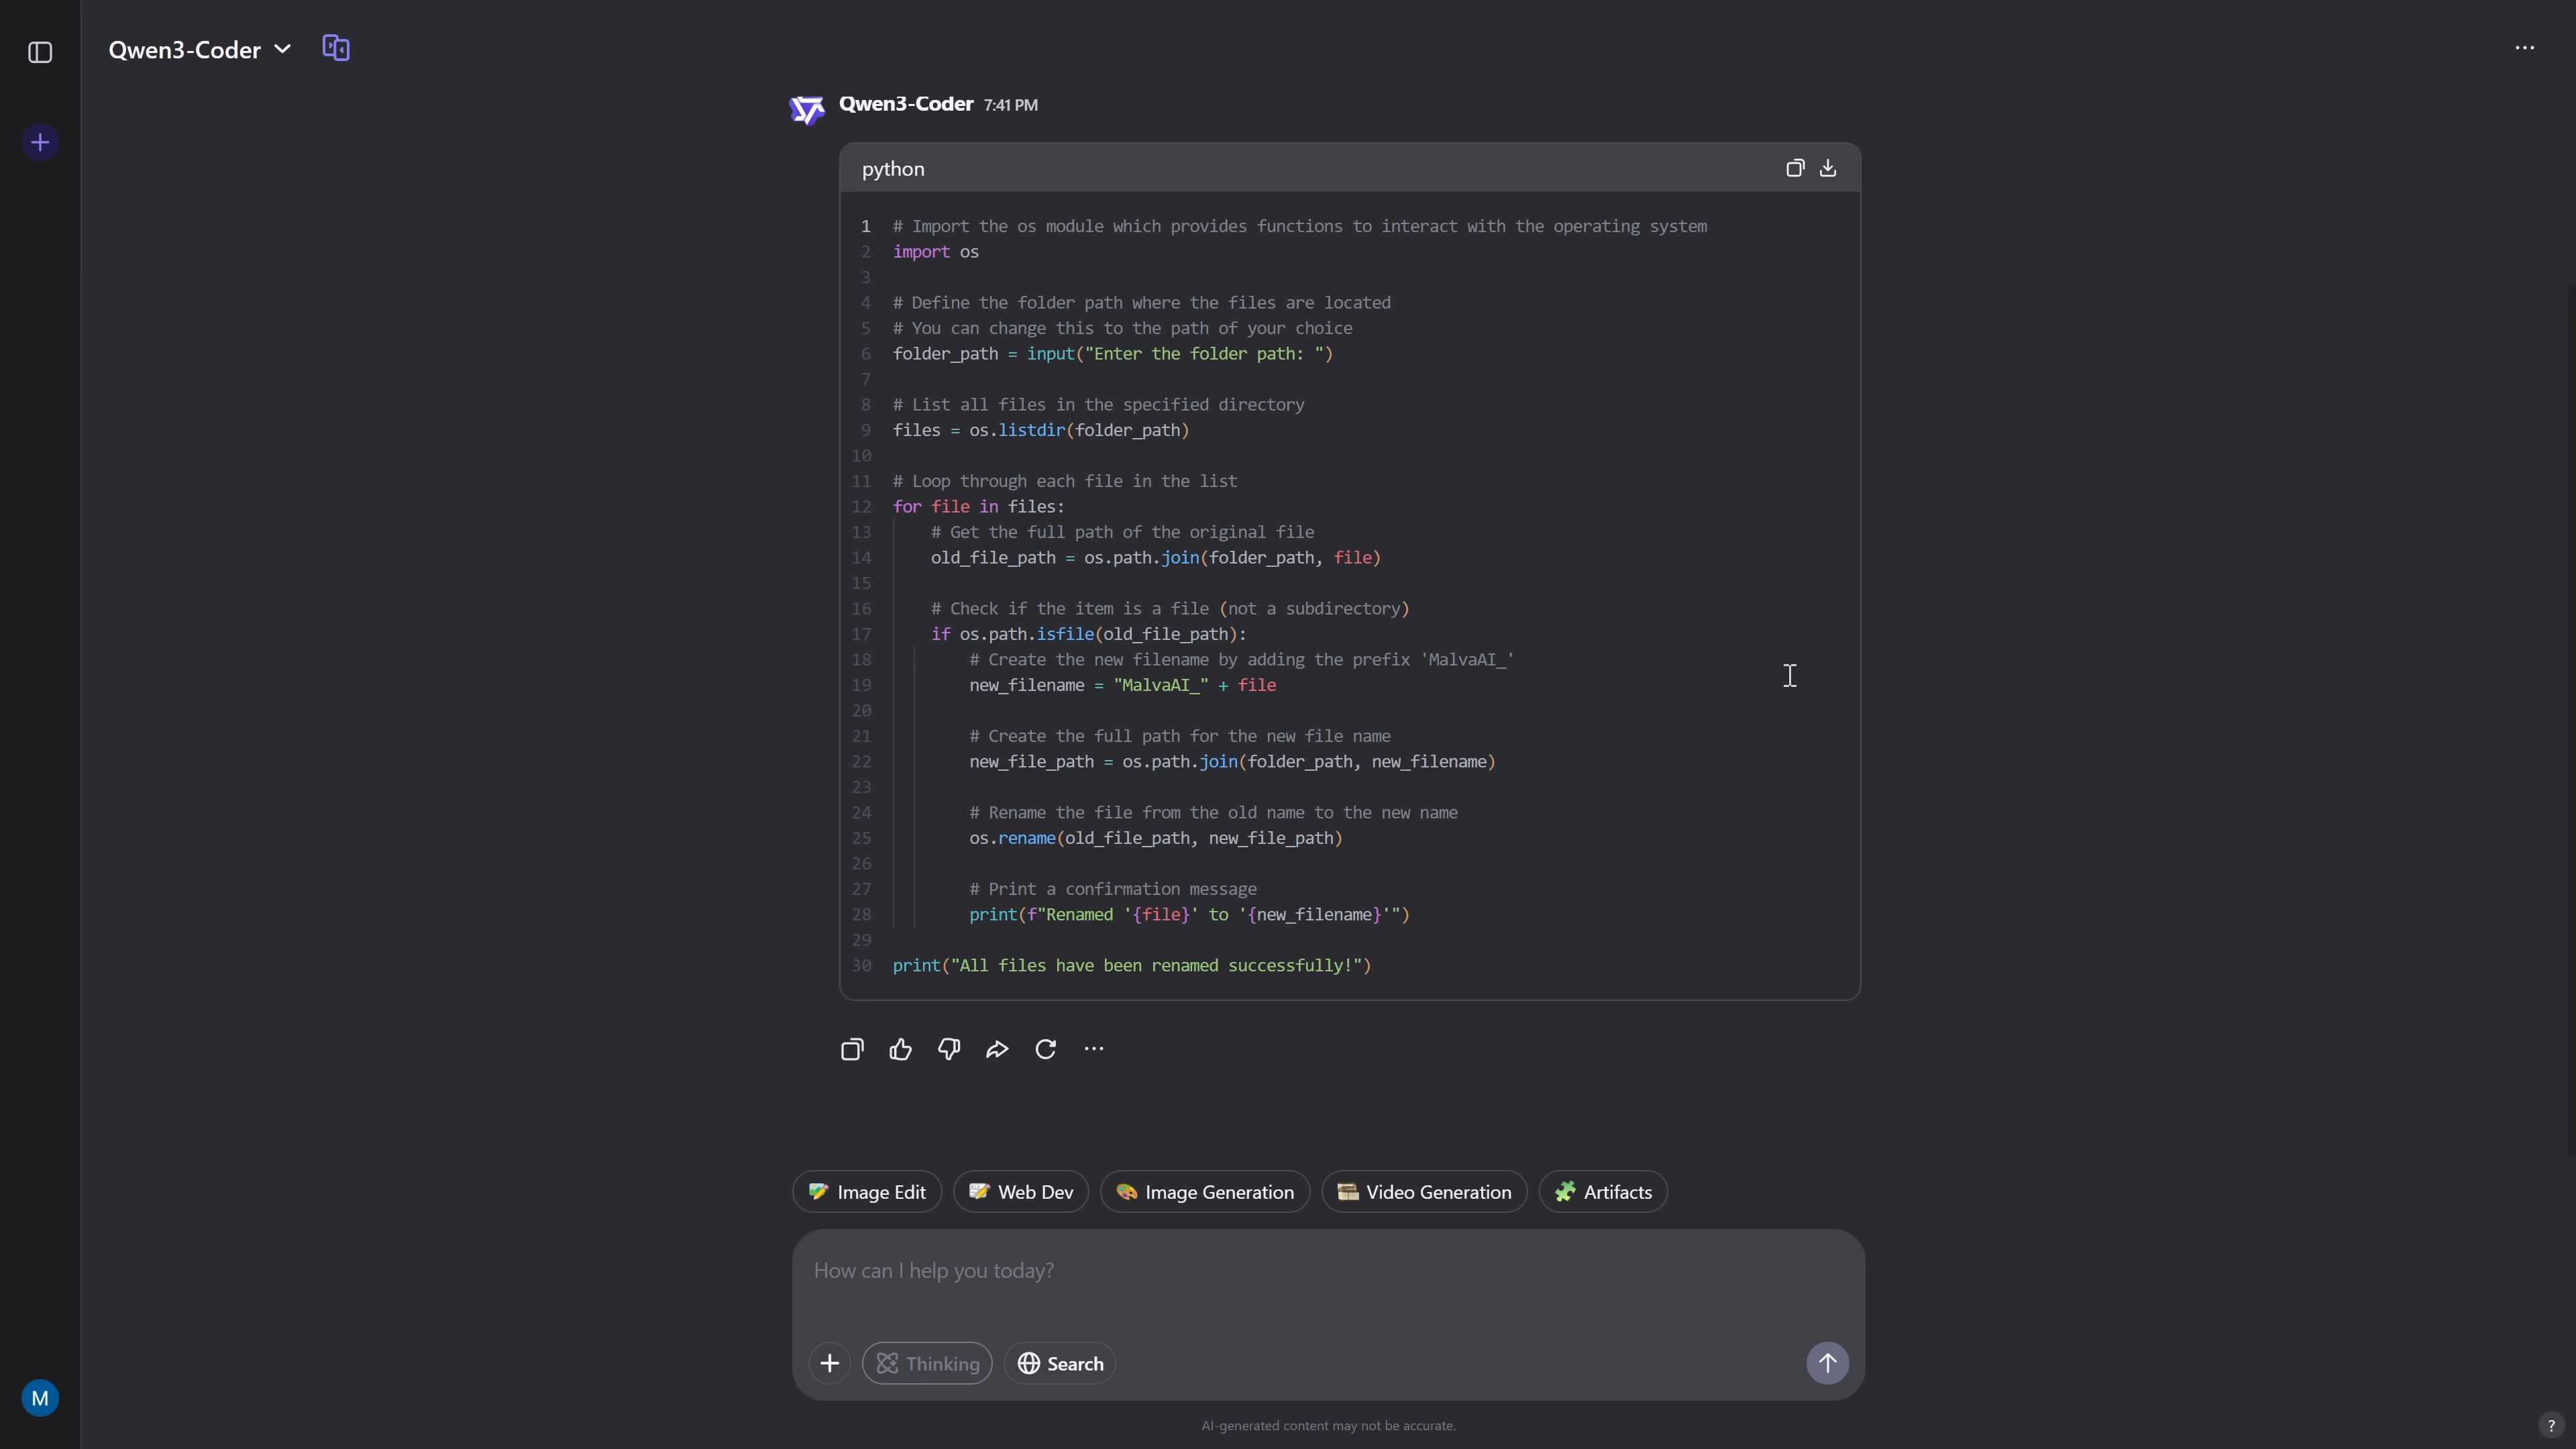 Qwen3-Coder
Qwen3-Coder 7:41 PM
python
1 # Import the os module which provides functions to interact with the operating system
2 import os
3
4 # Define the folder path where the files are located
5 # You can change this to the path of your choice
6 folder_path = input("Enter the folder path: ")
7
8 # List all files in the specified directory
9 files = os.listdir(folder_path)
10
11 # Loop through each file in the list
12 for file in files:
13     # Get the full path of the original file
14     old_file_path = os.path.join(folder_path, file)
15
16     # Check if the item is a file (not a subdirectory)
17     if os.path.isfile(old_file_path):
18         # Create the new filename by adding the prefix 'MalvaAI_'
19         new_filename = "MalvaAI_" + file
20
21         # Create the full path for the new file name
22         new_file_path = os.path.join(folder_path, new_filename)
23
24         # Rename the file from the old name to the new name
25         os.rename(old_file_path, new_file_path)
26
27         # Print a confirmation message
28         print(f"Renamed '{file}' to '{new_filename}'")
29
30 print("All files have been renamed successfully!")
Image Edit Web Dev Image Generation Video Generation Artifacts
How can I help you today?
Thinking Search
M
AI-generated content may not be accurate.
?